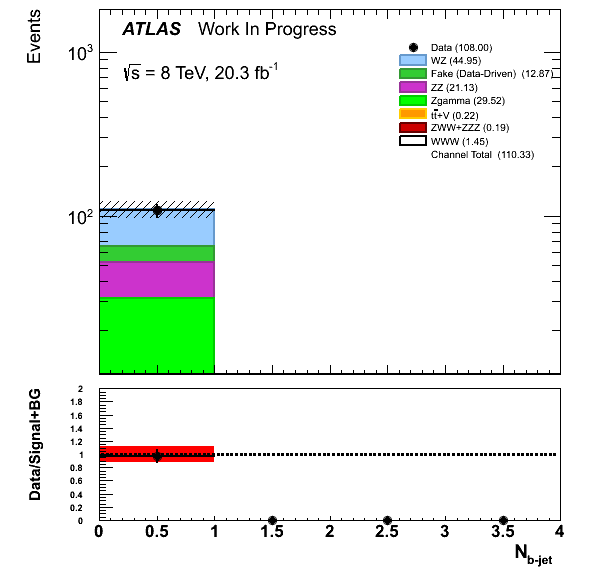 ATLAS Work In Progress
√s = 8 TeV, 20.3 fb-1
Events
10^3
10^2
Data (108.00)
WZ (44.95)
Fake (Data-Driven) (12.87)
ZZ (21.13)
Zgamma (29.52)
tt̄+V (0.22)
ZWW+ZZZ (0.19)
WWW (1.45)
Channel Total (110.33)
Data/Signal+BG
2
1.8
1.6
1.4
1.2
1
0.8
0.6
0.4
0.2
0
0 0.5 1 1.5 2 2.5 3 3.5 4
N_b-jet